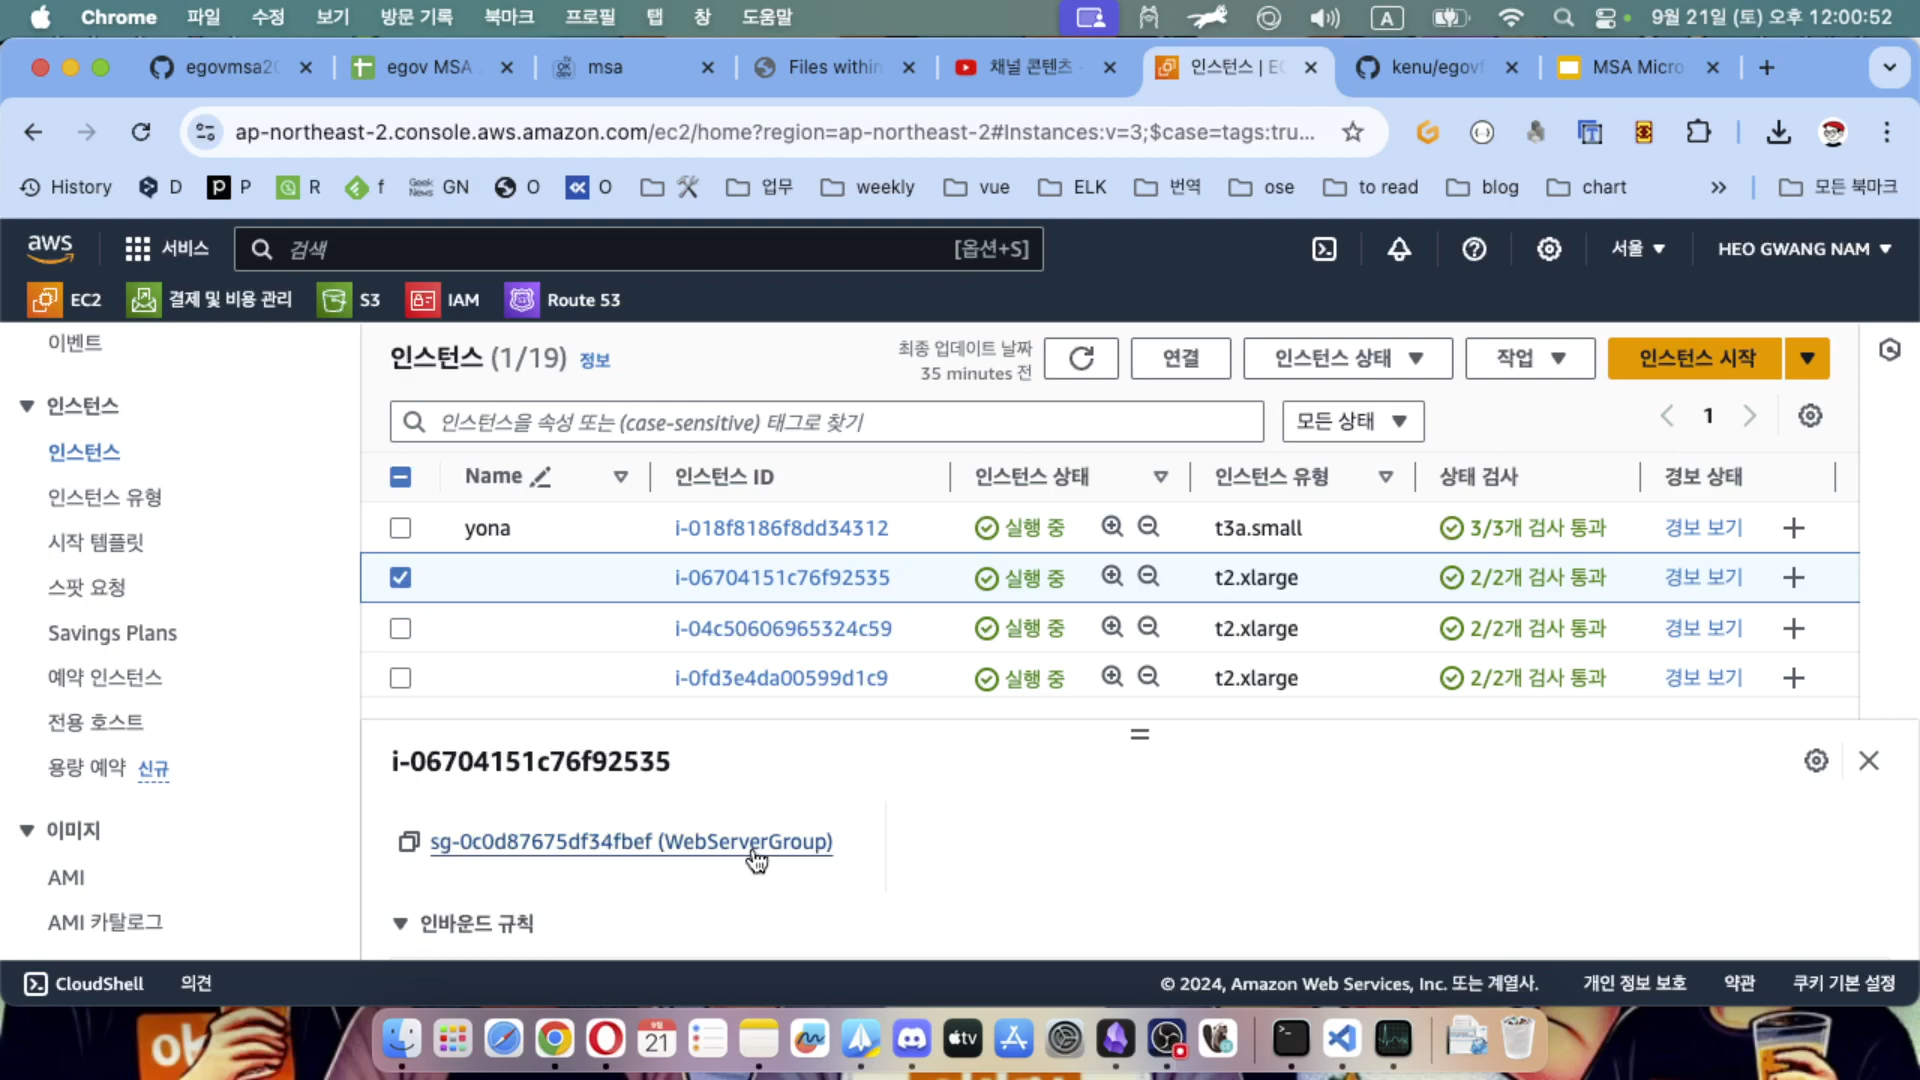 Chrome 파일 수정 보기 방문 기록 북마크 프로필 탭 창 도움말 A 9월 21일 (토) 오후 12:00:52
egovmsa20 egov MSA msa Files within 채널 콘텐츠 인스턴스 | EC kenu/egovf MSA Micro
ap-northeast-2.console.aws.amazon.com/ec2/home?region=ap-northeast-2#Instances:v=3;$case=tags:tru...
History D P R f GN O O 업무 weekly vue ELK 번역 ose to read blog chart » 모든 북마크
aws 서비스 검색 [옵션+S] 서울 HEO GWANG NAM
EC2 결제 및 비용 관리 S3 IAM Route 53
이벤트
인스턴스
인스턴스
인스턴스 유형
시작 템플릿
스팟 요청
Savings Plans
예약 인스턴스
전용 호스트
용량 예약 신규
이미지
AMI
AMI 카탈로그
인스턴스 (1/19) 정보
최종 업데이트 날짜
35 minutes 전
연결 인스턴스 상태 작업 인스턴스 시작
인스턴스을 속성 또는 (case-sensitive) 태그로 찾기 모든 상태 1
Name 인스턴스 ID 인스턴스 상태 인스턴스 유형 상태 검사 경보 상태
yona i-018f8186f8dd34312 실행 중 t3a.small 3/3개 검사 통과 경보 보기
i-06704151c76f92535 실행 중 t2.xlarge 2/2개 검사 통과 경보 보기
i-04c50606965324c59 실행 중 t2.xlarge 2/2개 검사 통과 경보 보기
i-0fd3e4da00599d1c9 실행 중 t2.xlarge 2/2개 검사 통과 경보 보기
i-06704151c76f92535
sg-0c0d87675df34fbef (WebServerGroup)
인바운드 규칙
CloudShell 의견 © 2024, Amazon Web Services, Inc. 또는 계열사. 개인 정보 보호 약관 쿠키 기본 설정
ok
9월
21
tv